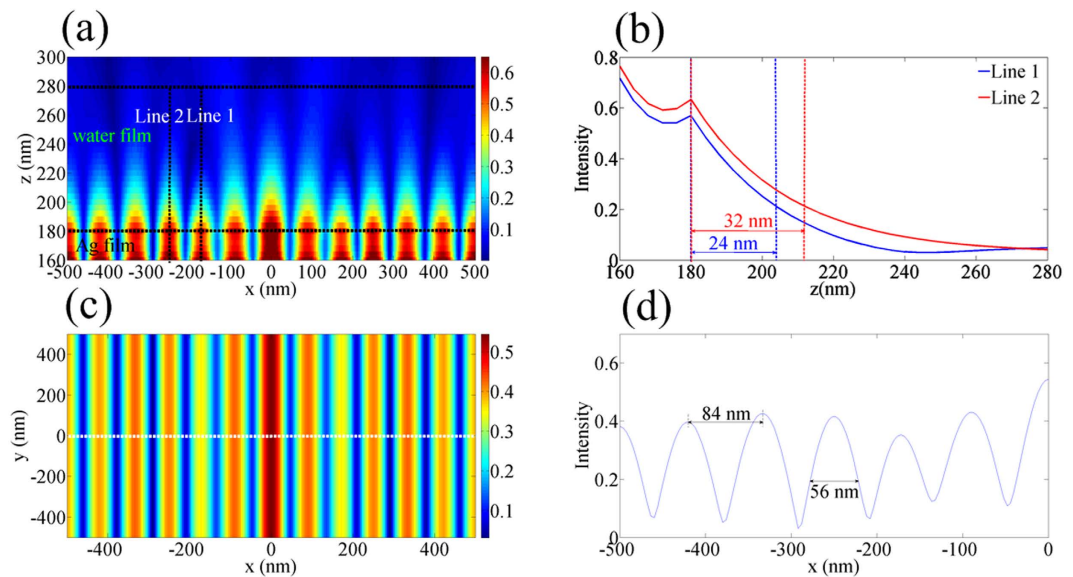 (a)
300
280
260
240
220
200
180
160
z (nm)
Line 2
Line 1
water film
Ag film
-500
-400
-300
-200
-100
0
100
200
300
400
500
x (nm)
0.6
0.5
0.4
0.3
0.2
0.1
(b)
0.8
0.6
0.4
0.2
0
Intensity
Line 1
Line 2
32 nm
24 nm
160
180
200
220
240
260
280
z(nm)
(c)
400
200
0
-200
-400
y (nm)
-400
-200
0
200
400
x (nm)
0.5
0.4
0.3
0.2
0.1
(d)
0.6
0.4
0.2
0
Intensity
84 nm
56 nm
-500
-400
-300
-200
-100
0
x (nm)